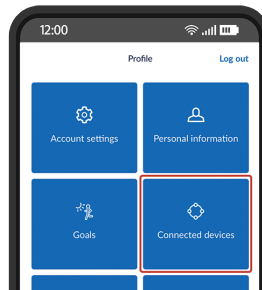 12:00
Profile
Log out
Account settings
Personal information
Goals
Connected devices